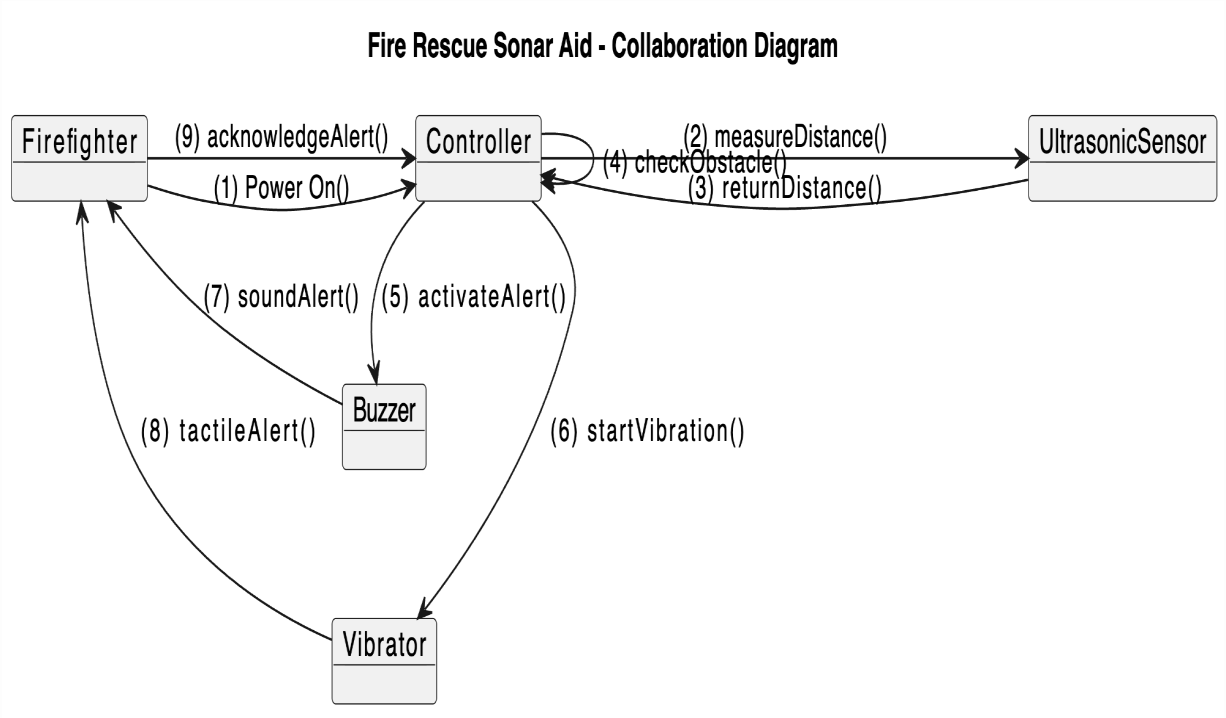 Fire Rescue Sonar Aid - Collaboration Diagram
Firefighter
(9) acknowledgeAlert()
Controller
(2) measureDistance()
UltrasonicSensor
(4) checkObstacle()
(1) Power On()
(3) returnDistance()
(7) soundAlert()
(5) activateAlert()
Buzzer
(8) tactileAlert()
(6) startVibration()
Vibrator